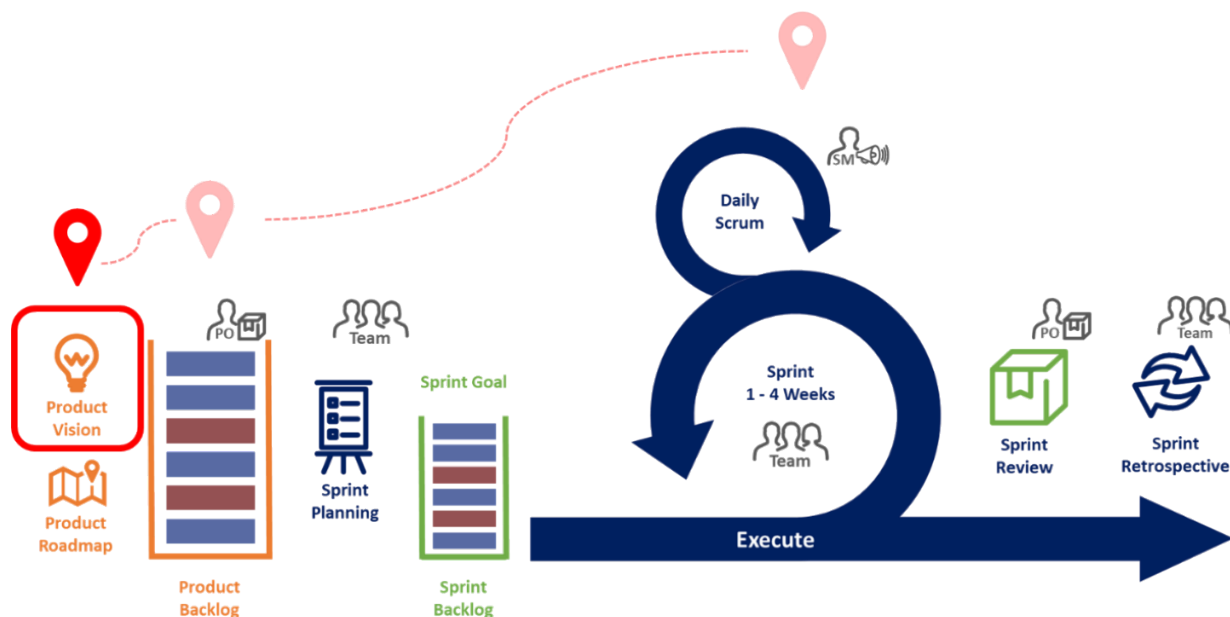 SM
Daily
Scrum
PO
Team
Product
Vision
Product
Roadmap
Product
Backlog
Sprint
Planning
Sprint Goal
Sprint
Backlog
Sprint
1 - 4 Weeks
Team
Execute
PO
Sprint
Review
Team
Sprint
Retrospective